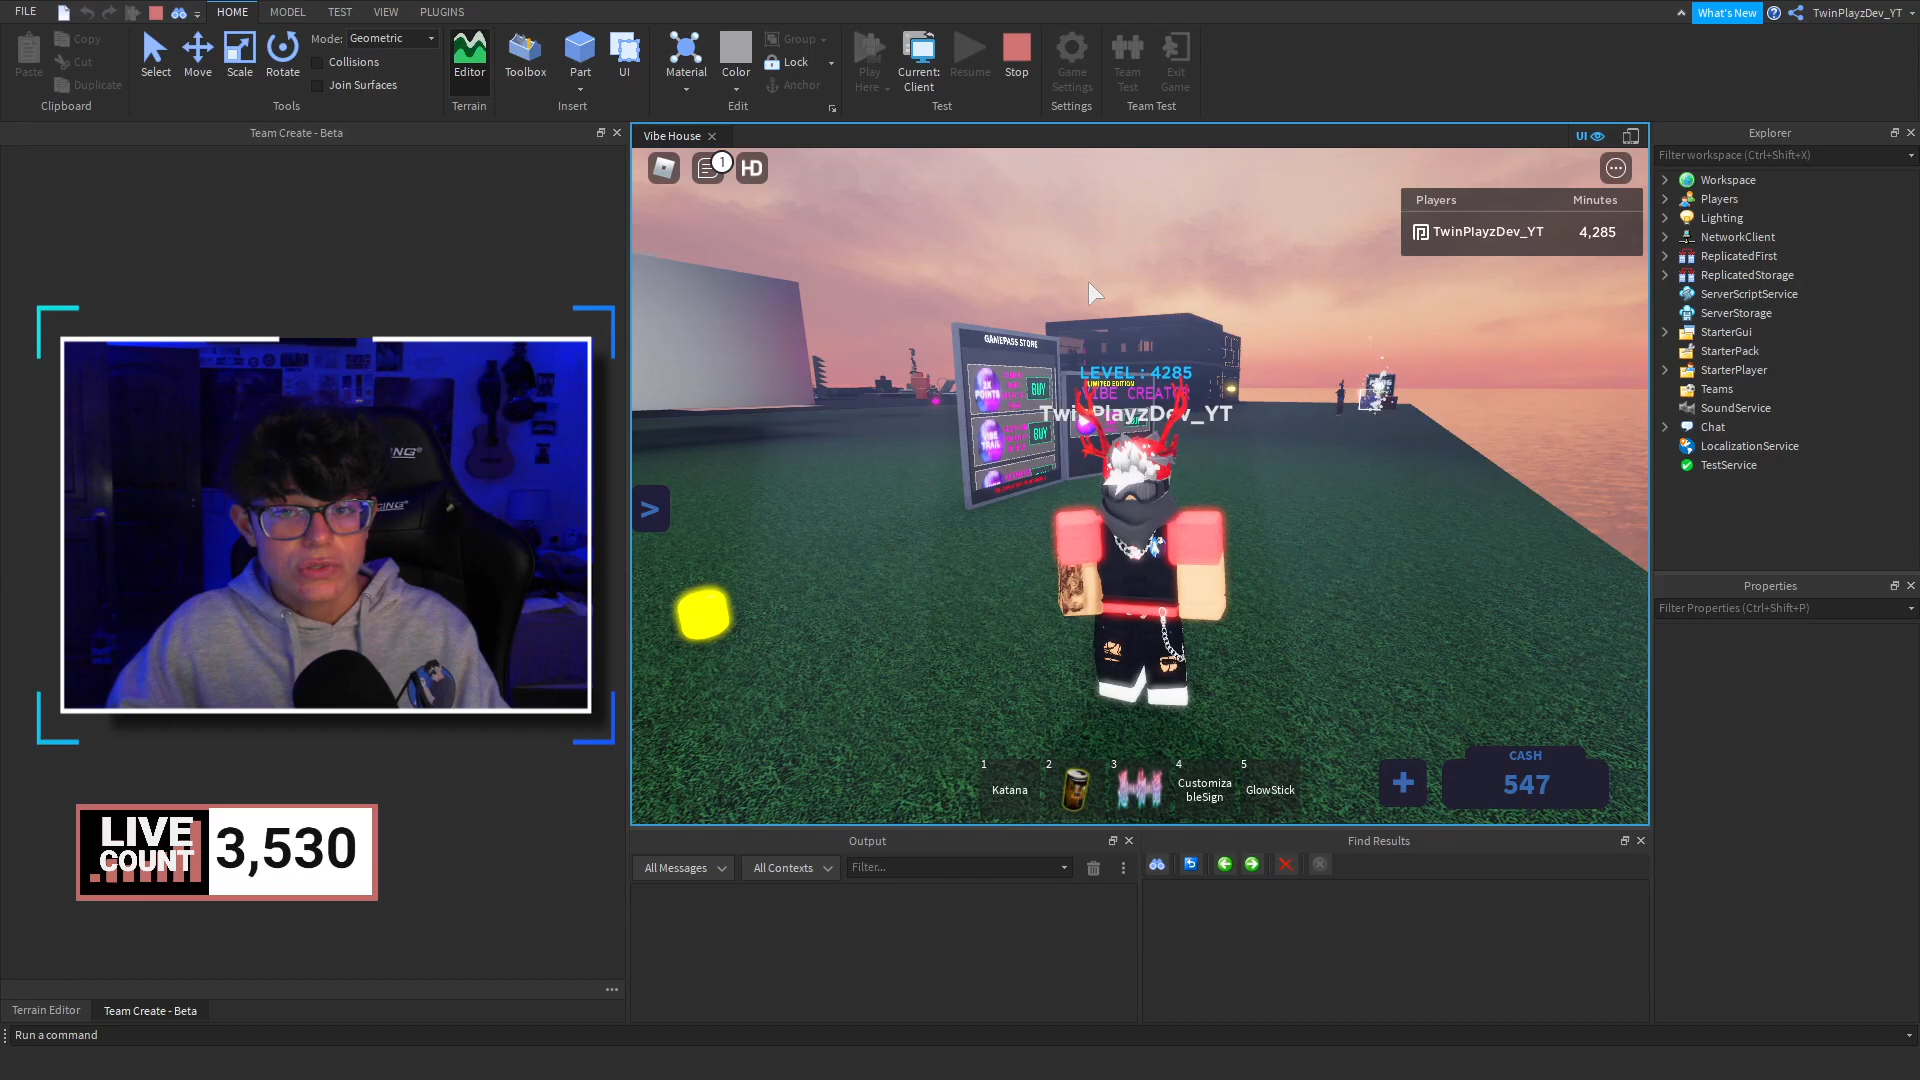 FILE
HOME
MODEL
TEST
VIEW
PLUGINS
What's New
TwinPlayzDev_YT
Paste
Copy
Cut
Duplicate
Clipboard
Select
Move
Scale
Rotate
Mode: Geometric
Collisions
Join Surfaces
Tools
Editor
Terrain
Toolbox
Part
UI
Insert
Material
Color
Group
Lock
Anchor
Edit
Play
Here
Current:
Client
Resume
Stop
Test
Game
Settings
Settings
Team
Test
Exit
Game
Team Test
Team Create - Beta
Vibe House
UI
Explorer
Filter workspace (Ctrl+Shift+X)
Workspace
Players
Lighting
NetworkClient
ReplicatedFirst
ReplicatedStorage
ServerScriptService
ServerStorage
StarterGui
StarterPack
StarterPlayer
Teams
SoundService
Chat
LocalizationService
TestService
Properties
Filter Properties (Ctrl+Shift+P)
1
HD
Players Minutes
TwinPlayzDev_YT 4,285
GAMEPASS STORE
2X
POINTS
BUY
VIBE
TRAIL
BUY
LEVEL : 4285
LIMITED EDITION
VIBE CREATOR
TwinPlayzDev_YT
>
1
Katana
2
3
4
Customiza
bleSign
5
GlowStick
+
CASH
547
LIVE
COUNT
3,530
Output
All Messages
All Contexts
Filter...
Find Results
Terrain Editor
Team Create - Beta
Run a command